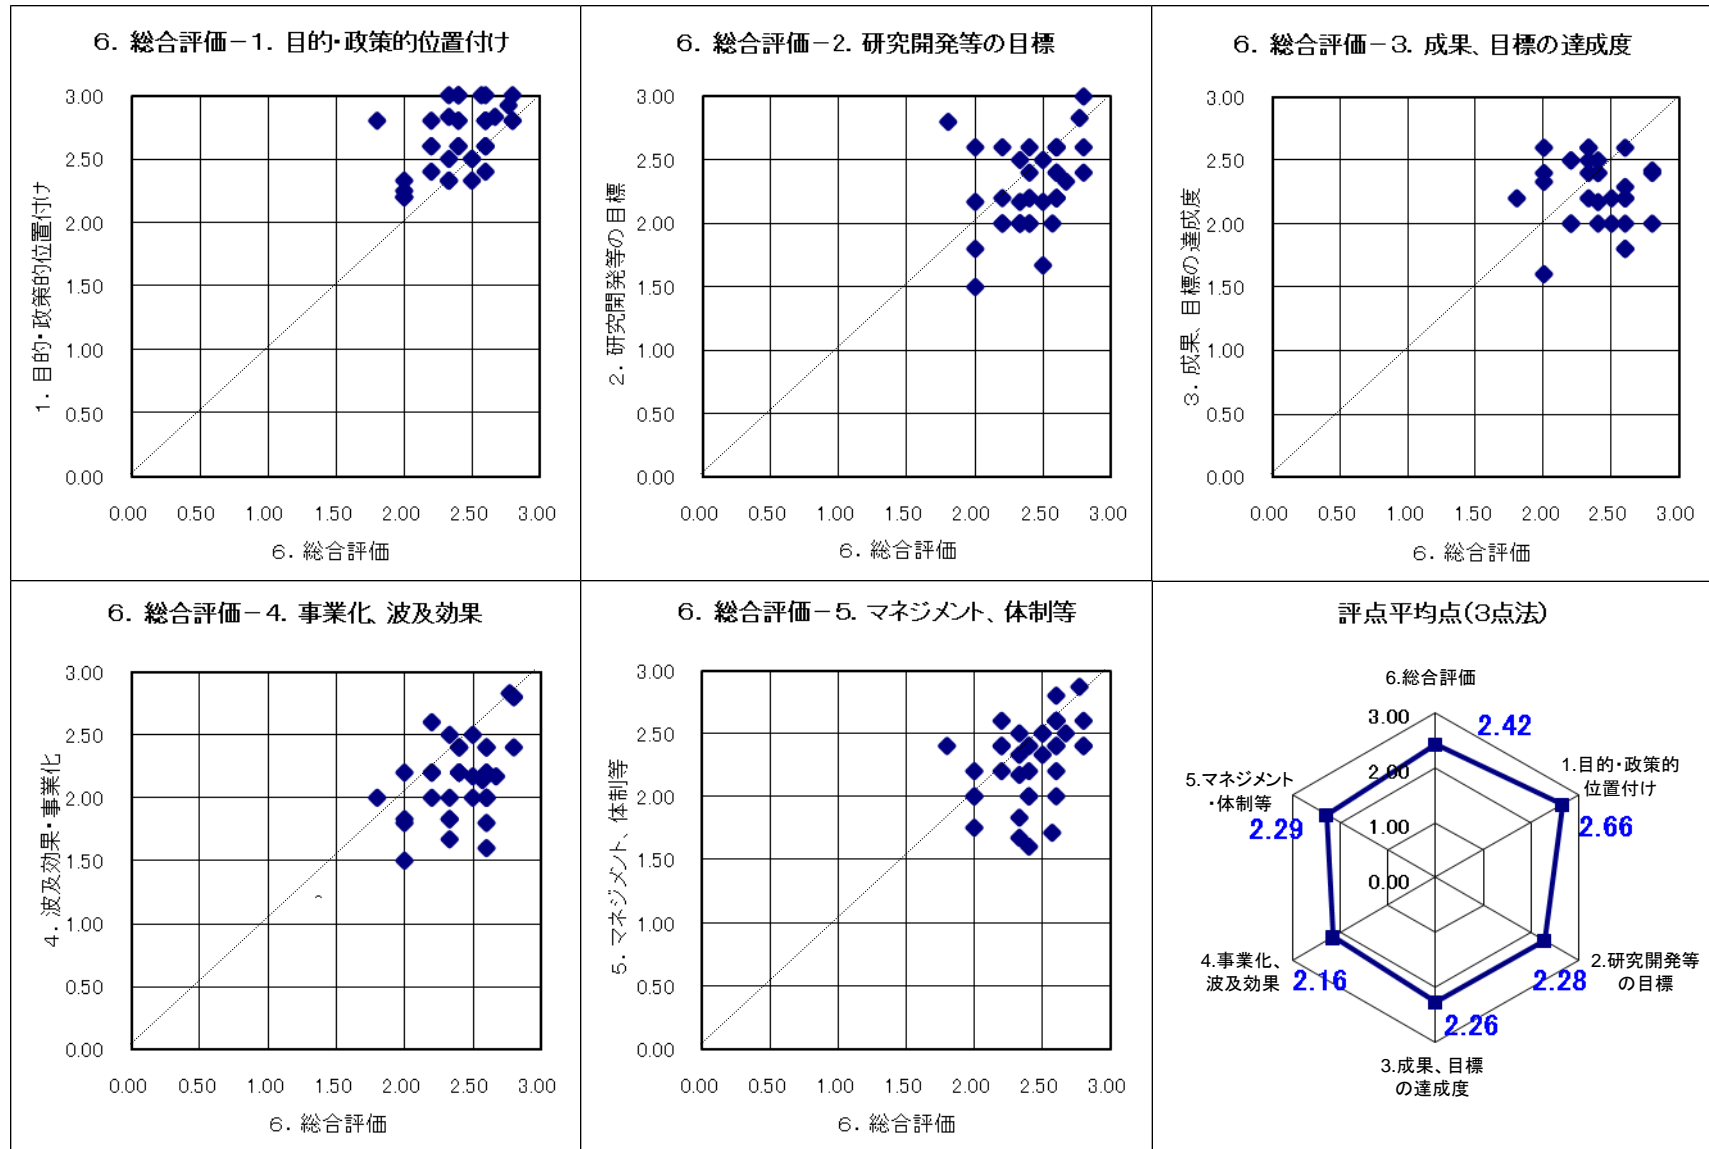 6. 総合評価－1. 目的・政策的位置付け
3.00
2.50
2.00
1.50
1.00
0.50
0.00
1. 目的・政策的位置付け
0.00 0.50 1.00 1.50 2.00 2.50 3.00
6. 総合評価
6. 総合評価－2. 研究開発等の目標
3.00
2.50
2.00
1.50
1.00
0.50
0.00
2. 研究開発等の目標
0.00 0.50 1.00 1.50 2.00 2.50 3.00
6. 総合評価
6. 総合評価－3. 成果、目標の達成度
3.00
2.50
2.00
1.50
1.00
0.50
0.00
3. 成果、目標の達成度
0.00 0.50 1.00 1.50 2.00 2.50 3.00
6. 総合評価
6. 総合評価－4. 事業化、波及効果
3.00
2.50
2.00
1.50
1.00
0.50
0.00
4. 波及効果・事業化
0.00 0.50 1.00 1.50 2.00 2.50 3.00
6. 総合評価
6. 総合評価－5. マネジメント、体制等
3.00
2.50
2.00
1.50
1.00
0.50
0.00
5. マネジメント、体制等
0.00 0.50 1.00 1.50 2.00 2.50 3.00
6. 総合評価
評点平均点(3点法)
6.総合評価
3.00
2.42
2.00
1.00
0.00
1.目的・政策的
位置付け
2.66
5.マネジメント
・体制等
2.29
4.事業化、
波及効果
2.16
2.研究開発等
の目標
2.28
2.26
3.成果、目標
の達成度